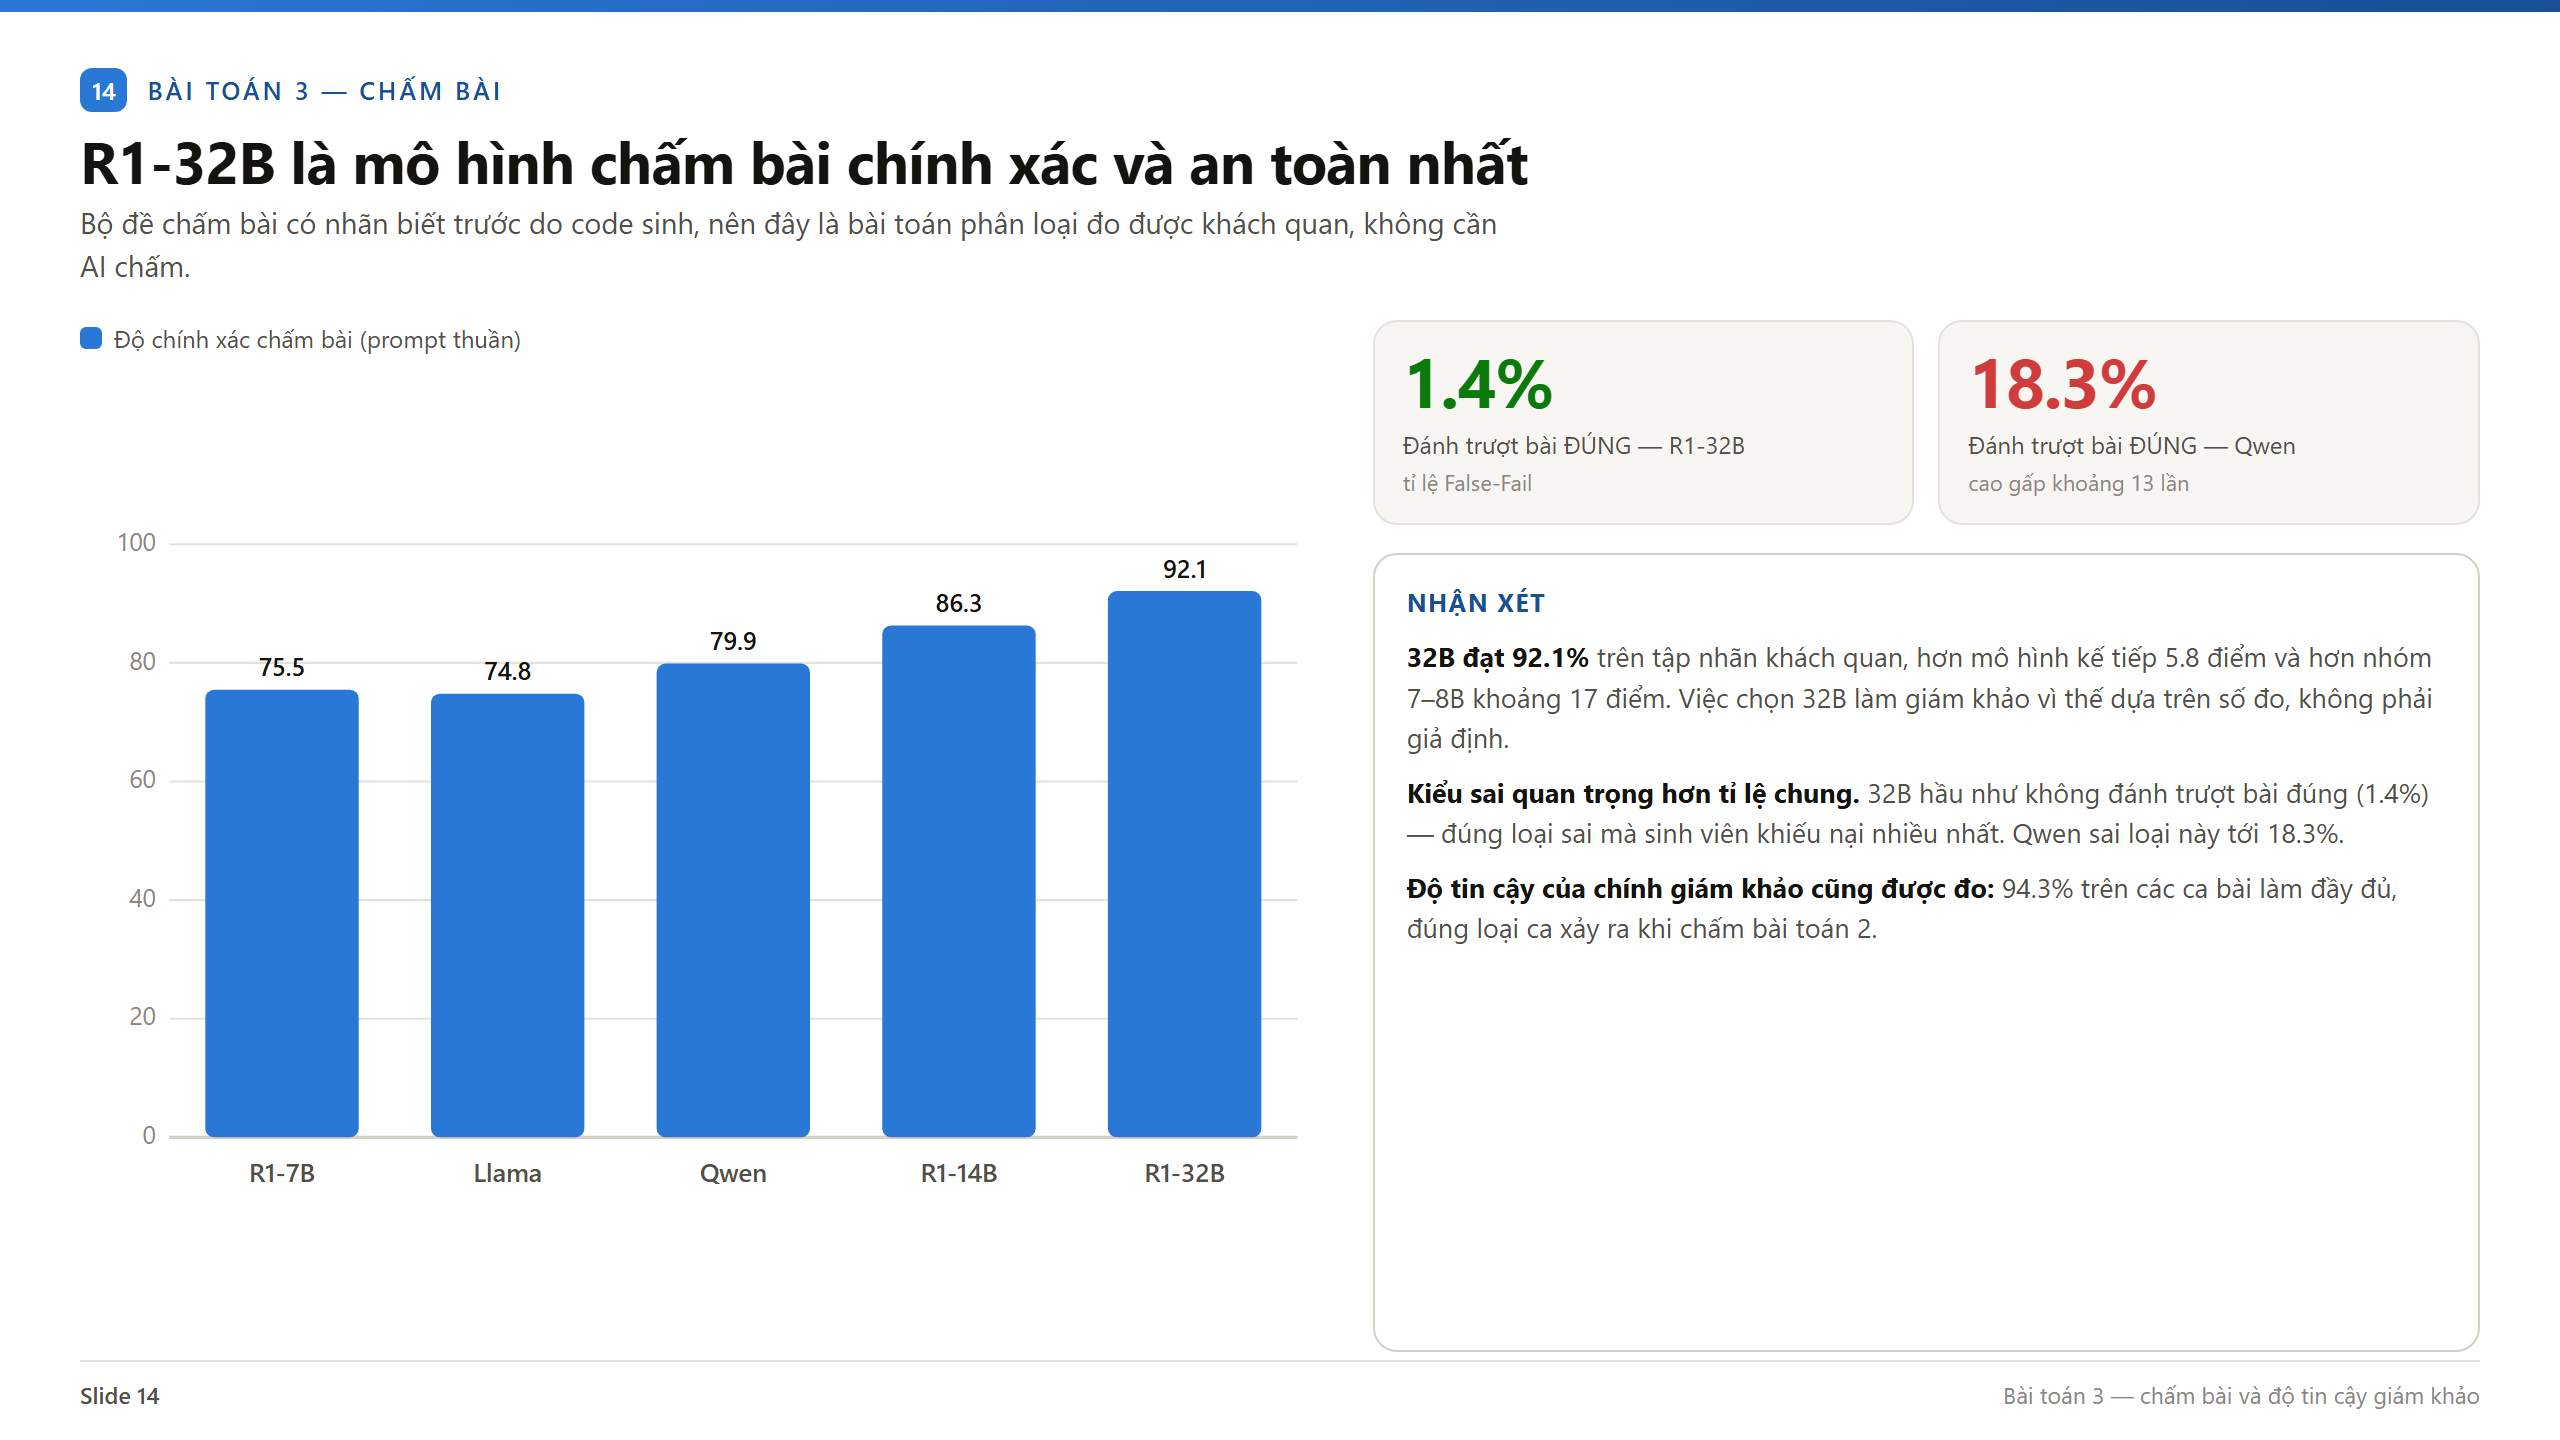 14 BÀI TOÁN 3 — CHẤM BÀI
R1-32B là mô hình chấm bài chính xác và an toàn nhất
Bộ đề chấm bài có nhãn biết trước do code sinh, nên đây là bài toán phân loại đo được khách quan, không cần
AI chấm.
Độ chính xác chấm bài (prompt thuần)
100
80
60
40
20
0
75.5
74.8
79.9
86.3
92.1
R1-7B
Llama
Qwen
R1-14B
R1-32B
1.4%
Đánh trượt bài ĐÚNG — R1-32B
tỉ lệ False-Fail
18.3%
Đánh trượt bài ĐÚNG — Qwen
cao gấp khoảng 13 lần
NHẬN XÉT
32B đạt 92.1% trên tập nhãn khách quan, hơn mô hình kế tiếp 5.8 điểm và hơn nhóm
7–8B khoảng 17 điểm. Việc chọn 32B làm giám khảo vì thế dựa trên số đo, không phải
giả định.
Kiểu sai quan trọng hơn tỉ lệ chung. 32B hầu như không đánh trượt bài đúng (1.4%)
— đúng loại sai mà sinh viên khiếu nại nhiều nhất. Qwen sai loại này tới 18.3%.
Độ tin cậy của chính giám khảo cũng được đo: 94.3% trên các ca bài làm đầy đủ,
đúng loại ca xảy ra khi chấm bài toán 2.
Slide 14
Bài toán 3 — chấm bài và độ tin cậy giám khảo